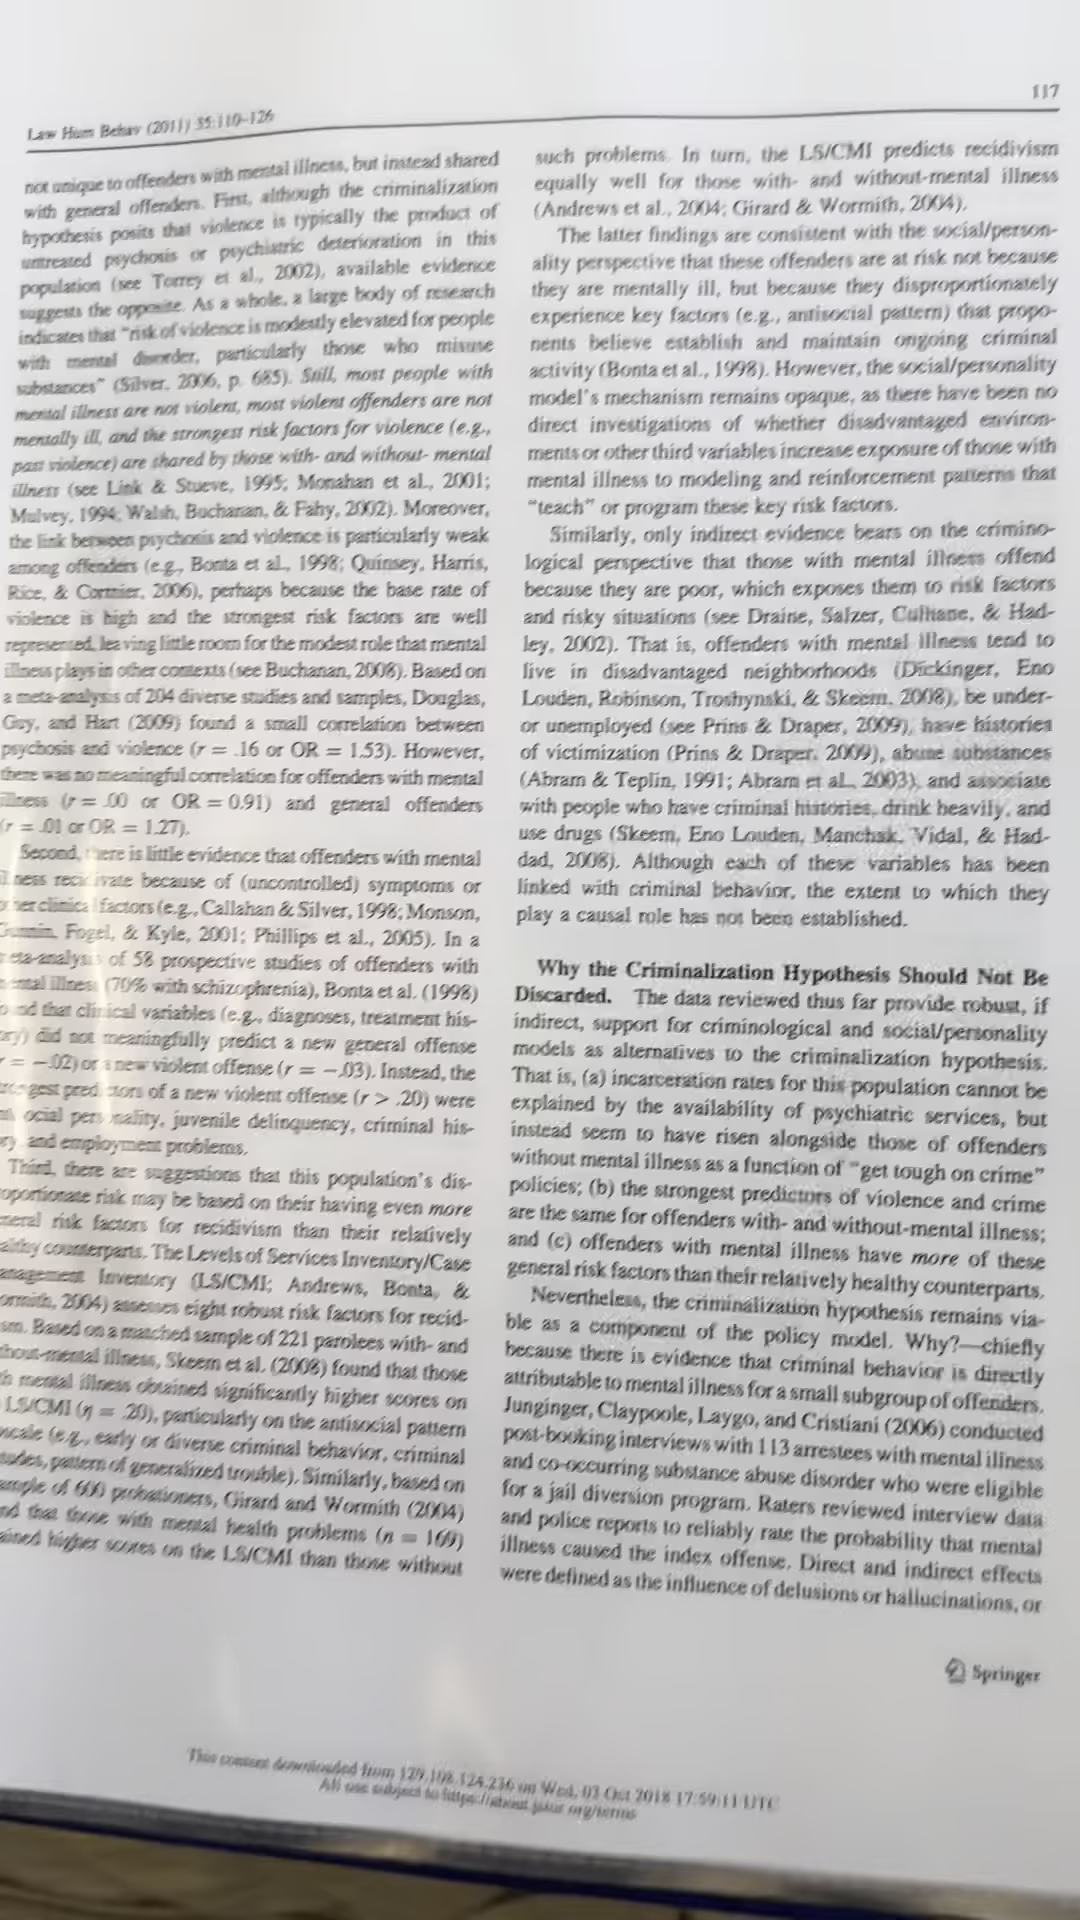 117
Law Hum Behav (2011) 35:110–126
not unique to offenders with mental illness, but instead shared
with general offenders. First, although the criminalization
hypothesis posits that violence is typically the product of
untreated psychosis or psychiatric deterioration in this
population (see Torrey et al., 2002), available evidence
suggests the opposite. As a whole, a large body of research
indicates that "risk of violence is modestly elevated for people
with mental disorder, particularly those who misuse
substances" (Silver, 2006, p. 685). Still, most people with
mental illness are not violent, most violent offenders are not
mentally ill, and the strongest risk factors for violence (e.g.,
past violence) are shared by those with- and without- mental
illness (see Link & Stueve, 1995; Monahan et al., 2001;
Mulvey, 1994; Walsh, Buchanan, & Fahy, 2002). Moreover,
the link between psychosis and violence is particularly weak
among offenders (e.g., Bonta et al., 1998; Quinsey, Harris,
Rice, & Cormier, 2006), perhaps because the base rate of
violence is high and the strongest risk factors are well
represented, leaving little room for the modest role that mental
illness plays in other contexts (see Buchanan, 2008). Based on
a meta-analysis of 204 diverse studies and samples, Douglas,
Guy, and Hart (2009) found a small correlation between
psychosis and violence (r = .16 or OR = 1.53). However,
there was no meaningful correlation for offenders with mental
illness (r = .00 or OR = 0.91) and general offenders
(r = .01 or OR = 1.27).
Second, there is little evidence that offenders with mental
because of (uncontrolled) symptoms or
factors (e.g., Callahan & Silver, 1998; Monson,
Fogel, & Kyle, 2001; Phillips et al., 2005). In a
of 58 prospective studies of offenders with
illness (70% with schizophrenia), Bonta et al. (1998)
that clinical variables (e.g., diagnoses, treatment his-
did not meaningfully predict a new general offense
= −.02) or a new violent offense (r = −.03). Instead, the
of a new violent offense (r > .20) were
juvenile delinquency, criminal his-
and employment problems.
Third, there are suggestions that this population's dis-
risk may be based on their having even more
risk factors for recidivism than their relatively
counterparts. The Levels of Services Inventory/Case
Inventory (LS/CMI; Andrews, Bonta, &
2004) assesses eight robust risk factors for recid-
Based on a matched sample of 221 parolees with- and
illness, Skeem et al. (2008) found that those
mental illness obtained significantly higher scores on
LS/CMI (η = .20), particularly on the antisocial pattern
(e.g., early or diverse criminal behavior, criminal
pattern of generalized trouble). Similarly, based on
of 600 probationers, Girard and Wormith (2004)
that those with mental health problems (n = 169)
higher scores on the LS/CMI than those without
such problems. In turn, the LS/CMI predicts recidivism
equally well for those with- and without-mental illness
(Andrews et al., 2004; Girard & Wormith, 2004).
The latter findings are consistent with the social/person-
ality perspective that these offenders are at risk not because
they are mentally ill, but because they disproportionately
experience key factors (e.g., antisocial pattern) that propo-
nents believe establish and maintain ongoing criminal
activity (Bonta et al., 1998). However, the social/personality
model's mechanism remains opaque, as there have been no
direct investigations of whether disadvantaged environ-
ments or other third variables increase exposure of those with
mental illness to modeling and reinforcement patterns that
"teach" or program these key risk factors.
Similarly, only indirect evidence bears on the crimino-
logical perspective that those with mental illness offend
because they are poor, which exposes them to risk factors
and risky situations (see Draine, Salzer, Culhane, & Had-
ley, 2002). That is, offenders with mental illness tend to
live in disadvantaged neighborhoods (Dickinger, Eno
Louden, Robinson, Troshynski, & Skeem, 2008), be under-
or unemployed (see Prins & Draper, 2009), have histories
of victimization (Prins & Draper, 2009), abuse substances
(Abram & Teplin, 1991; Abram et al., 2003), and associate
with people who have criminal histories, drink heavily, and
use drugs (Skeem, Eno Louden, Manchak, Vidal, & Had-
dad, 2008). Although each of these variables has been
linked with criminal behavior, the extent to which they
play a causal role has not been established.
Why the Criminalization Hypothesis Should Not Be
Discarded. The data reviewed thus far provide robust, if
indirect, support for criminological and social/personality
models as alternatives to the criminalization hypothesis.
That is, (a) incarceration rates for this population cannot be
explained by the availability of psychiatric services, but
instead seem to have risen alongside those of offenders
without mental illness as a function of "get tough on crime"
policies; (b) the strongest predictors of violence and crime
are the same for offenders with- and without-mental illness;
and (c) offenders with mental illness have more of these
general risk factors than their relatively healthy counterparts.
Nevertheless, the criminalization hypothesis remains via-
ble as a component of the policy model. Why?—chiefly
because there is evidence that criminal behavior is directly
attributable to mental illness for a small subgroup of offenders.
Junginger, Claypoole, Laygo, and Cristiani (2006) conducted
post-booking interviews with 113 arrestees with mental illness
and co-occurring substance abuse disorder who were eligible
for a jail diversion program. Raters reviewed interview data
and police reports to reliably rate the probability that mental
illness caused the index offense. Direct and indirect effects
were defined as the influence of delusions or hallucinations, or
Springer
This content downloaded from 129.108.124.236 on Wed, 03 Oct 2018 17:59:11 UTC
All use subject to https://about.jstor.org/terms